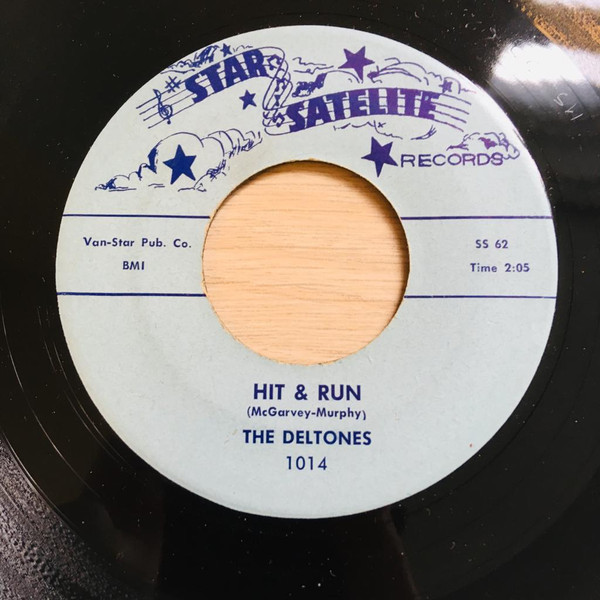 STAR
SATELITE
RECORDS
Van-Star Pub. Co.
BMI
SS 62
Time 2:05
HIT & RUN
(McGarvey-Murphy)
THE DELTONES
1014